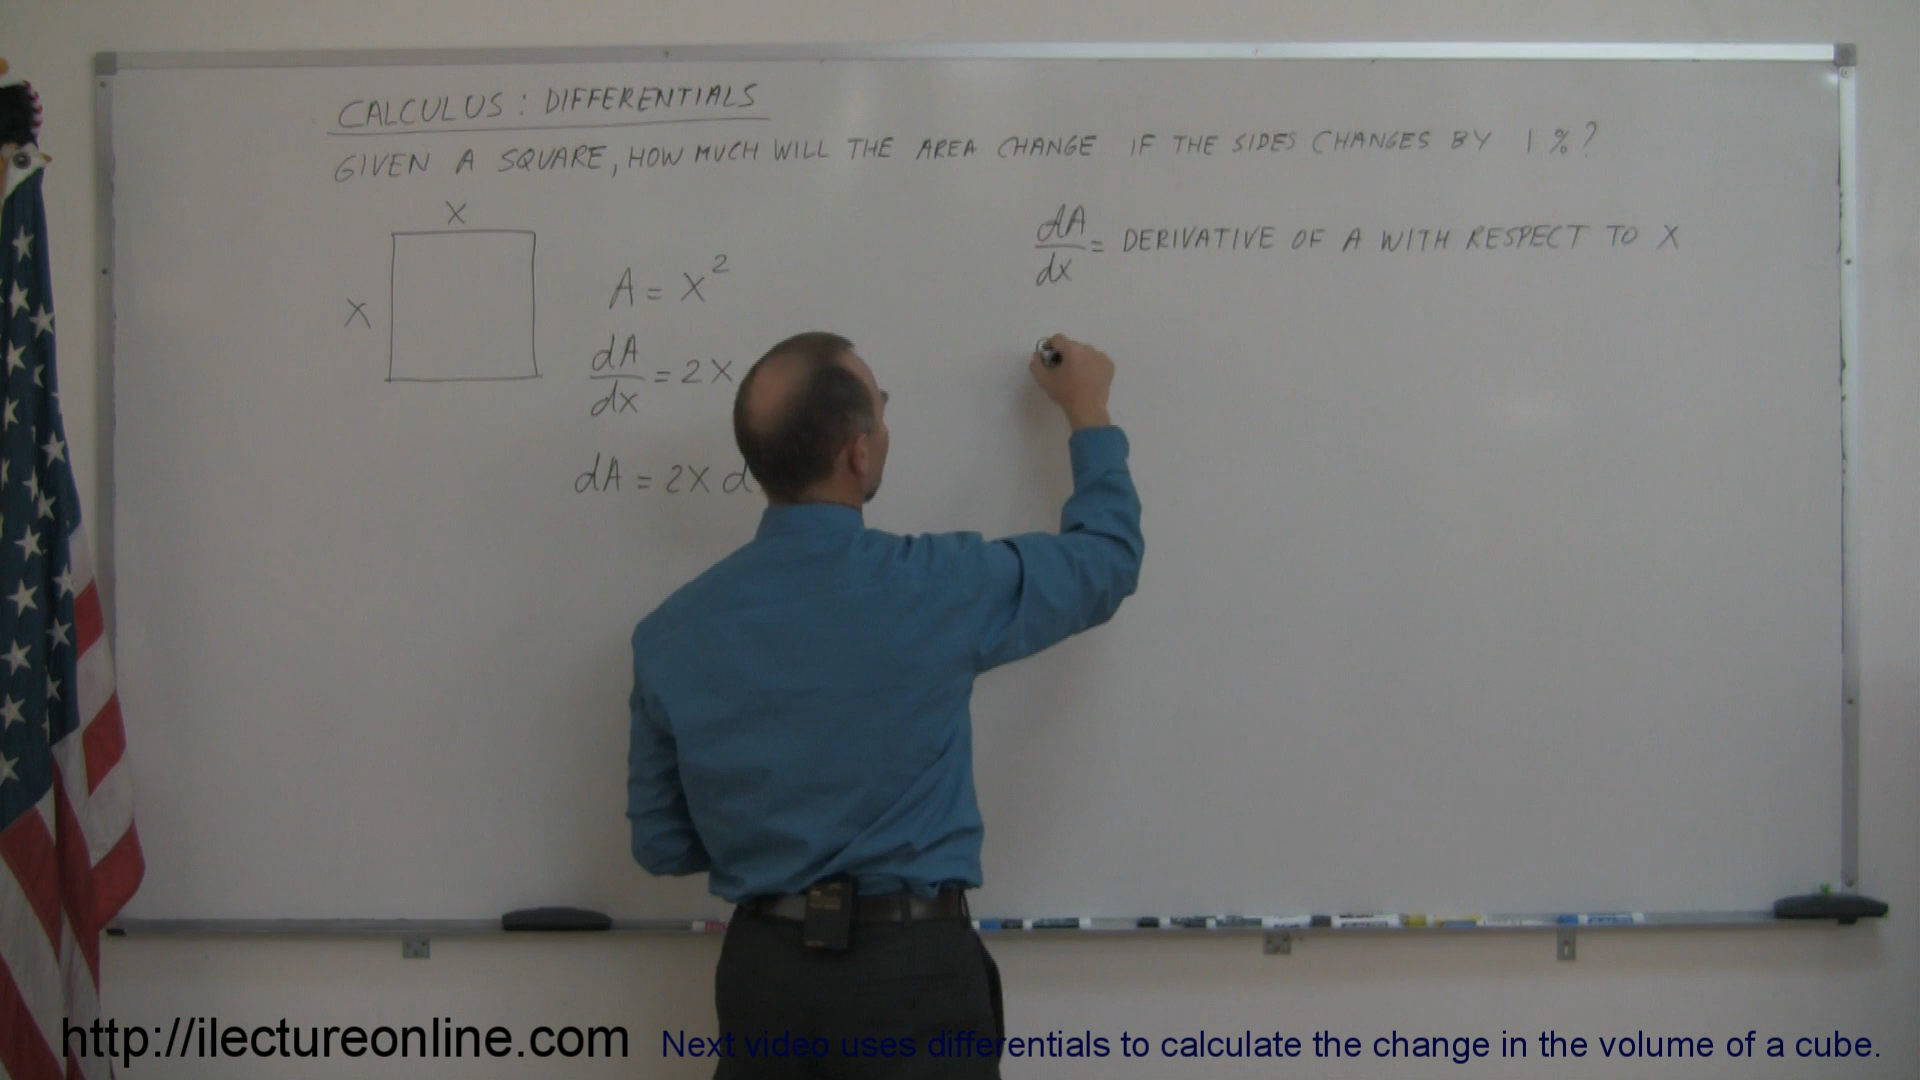 CALCULUS: DIFFERENTIALS
GIVEN A SQUARE, HOW MUCH WILL THE AREA CHANGE IF THE SIDES CHANGES BY 1%?
X
X
A = X²
dA/dx = 2X
dA = 2X d
dA/dx = DERIVATIVE OF A WITH RESPECT TO X
http://ilectureonline.com
Next video uses differentials to calculate the change in the volume of a cube.